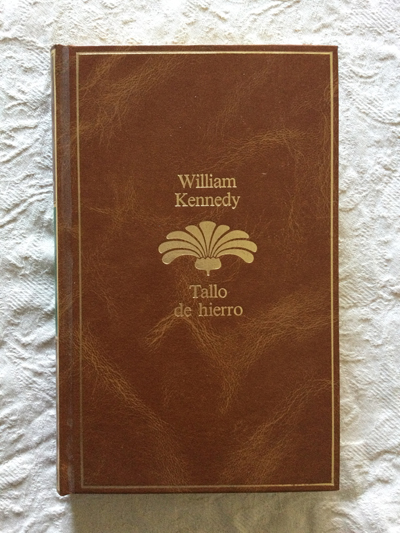 William
Kennedy
Tallo
de hierro